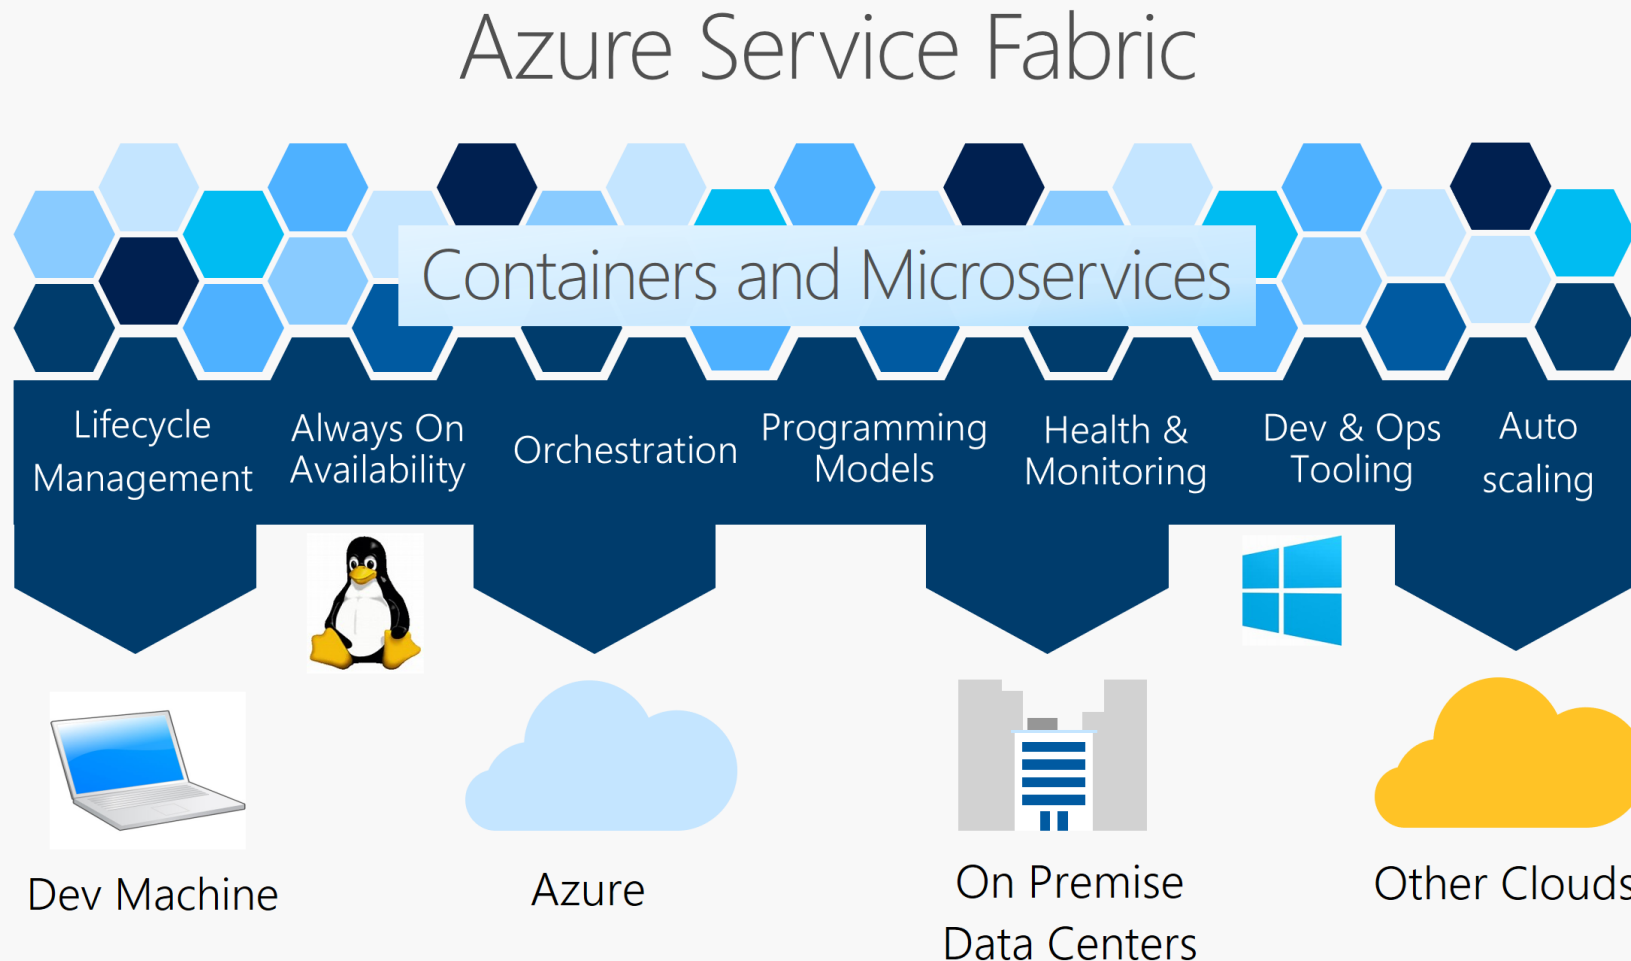 Azure Service Fabric
Containers and Microservices
Lifecycle
Management
Always On
Availability
Orchestration
Programming
Models
Health &
Monitoring
Dev & Ops
Tooling
Auto
scaling
Dev Machine
Azure
On Premise
Data Centers
Other Clouds